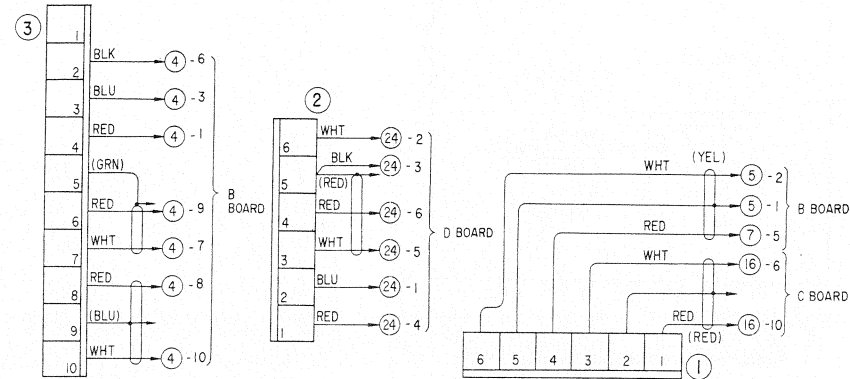 3
1
2 BLK 4 -6
3 BLU 4 -3
4 RED 4 -1
5 (GRN)
6 RED 4 -9
7 WHT 4 -7
8 RED 4 -8
9 (BLU)
10 WHT 4 -10
B
BOARD
2
6 WHT 24 -2
BLK 24 -3
5 (RED)
4 RED 24 -6
3 WHT 24 -5
2 BLU 24 -1
1 RED 24 -4
D BOARD
(YEL)
WHT 5 -2
5 -1
RED 7 -5
B BOARD
WHT 16 -6
C BOARD
RED 16 -10
(RED)
6 5 4 3 2 1
1